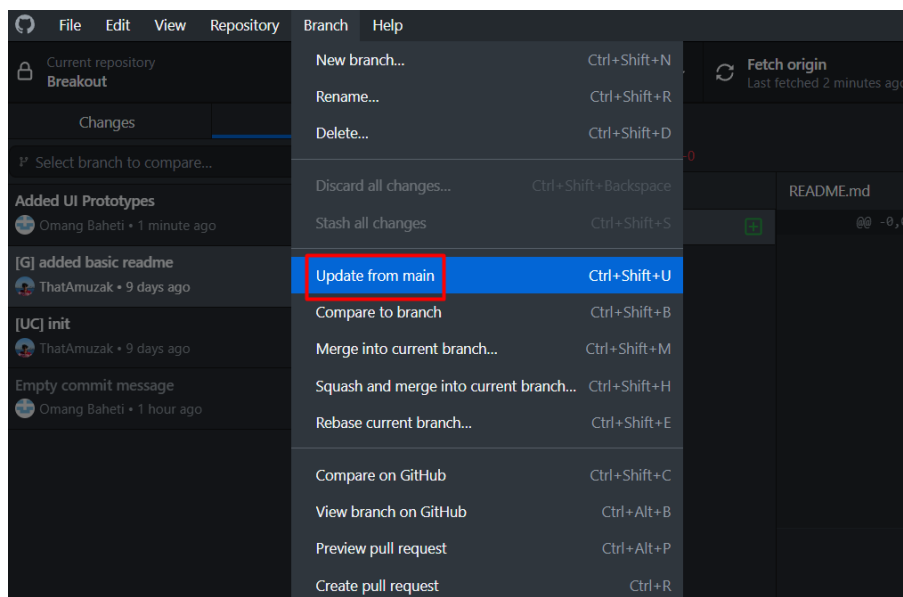 File Edit View Repository Branch Help
Current repository
Breakout
Fetch origin
Last fetched 2 minutes ago
Changes
Select branch to compare...
Added UI Prototypes
Omang Baheti • 1 minute ago
[G] added basic readme
ThatAmuzak • 9 days ago
[UC] init
ThatAmuzak • 9 days ago
Empty commit message
Omang Baheti • 1 hour ago
New branch... Ctrl+Shift+N
Rename... Ctrl+Shift+R
Delete... Ctrl+Shift+D
Discard all changes... Ctrl+Shift+Backspace
Stash all changes Ctrl+Shift+S
Update from main Ctrl+Shift+U
Compare to branch Ctrl+Shift+B
Merge into current branch... Ctrl+Shift+M
Squash and merge into current branch... Ctrl+Shift+H
Rebase current branch... Ctrl+Shift+E
Compare on GitHub Ctrl+Shift+C
View branch on GitHub Ctrl+Alt+B
Preview pull request Ctrl+Alt+P
Create pull request Ctrl+R
-0
README.md
@@ -0,